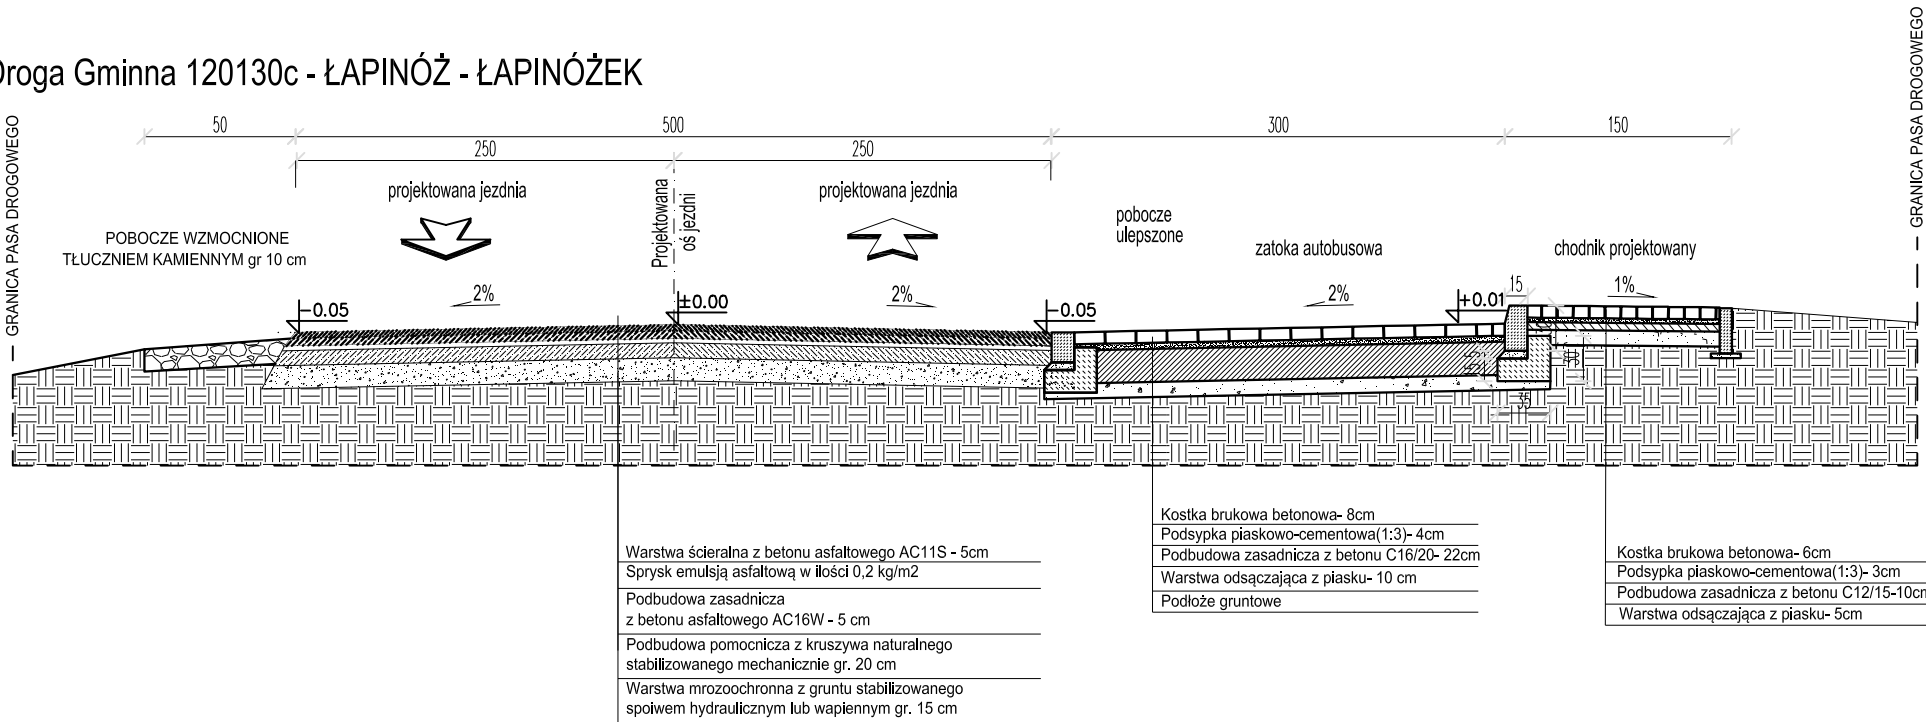 Droga Gminna 120130c - ŁAPINÓŻ - ŁAPINÓŻEK
GRANICA PASA DROGOWEGO
GRANICA PASA DROGOWEGO
50
500
300
150
250
250
projektowana jezdnia
Projektowana
oś jezdni
projektowana jezdnia
POBOCZE WZMOCNIONE
TŁUCZNIEM KAMIENNYM gr 10 cm
pobocze
ulepszone
zatoka autobusowa
chodnik projektowany
-0.05
2%
±0.00
2%
-0.05
2%
+0.01
15
1%
30
35
Warstwa ścieralna z betonu asfaltowego AC11S - 5cm
Sprysk emulsją asfaltową w ilości 0,2 kg/m2
Podbudowa zasadnicza
z betonu asfaltowego AC16W - 5 cm
Podbudowa pomocnicza z kruszywa naturalnego
stabilizowanego mechanicznie gr. 20 cm
Warstwa mrozoochronna z gruntu stabilizowanego
spoiwem hydraulicznym lub wapiennym gr. 15 cm
Kostka brukowa betonowa- 8cm
Podsypka piaskowo-cementowa(1:3)- 4cm
Podbudowa zasadnicza z betonu C16/20- 22cm
Warstwa odsączająca z piasku- 10 cm
Podłoże gruntowe
Kostka brukowa betonowa- 6cm
Podsypka piaskowo-cementowa(1:3)- 3cm
Podbudowa zasadnicza z betonu C12/15-10cm
Warstwa odsączająca z piasku- 5cm